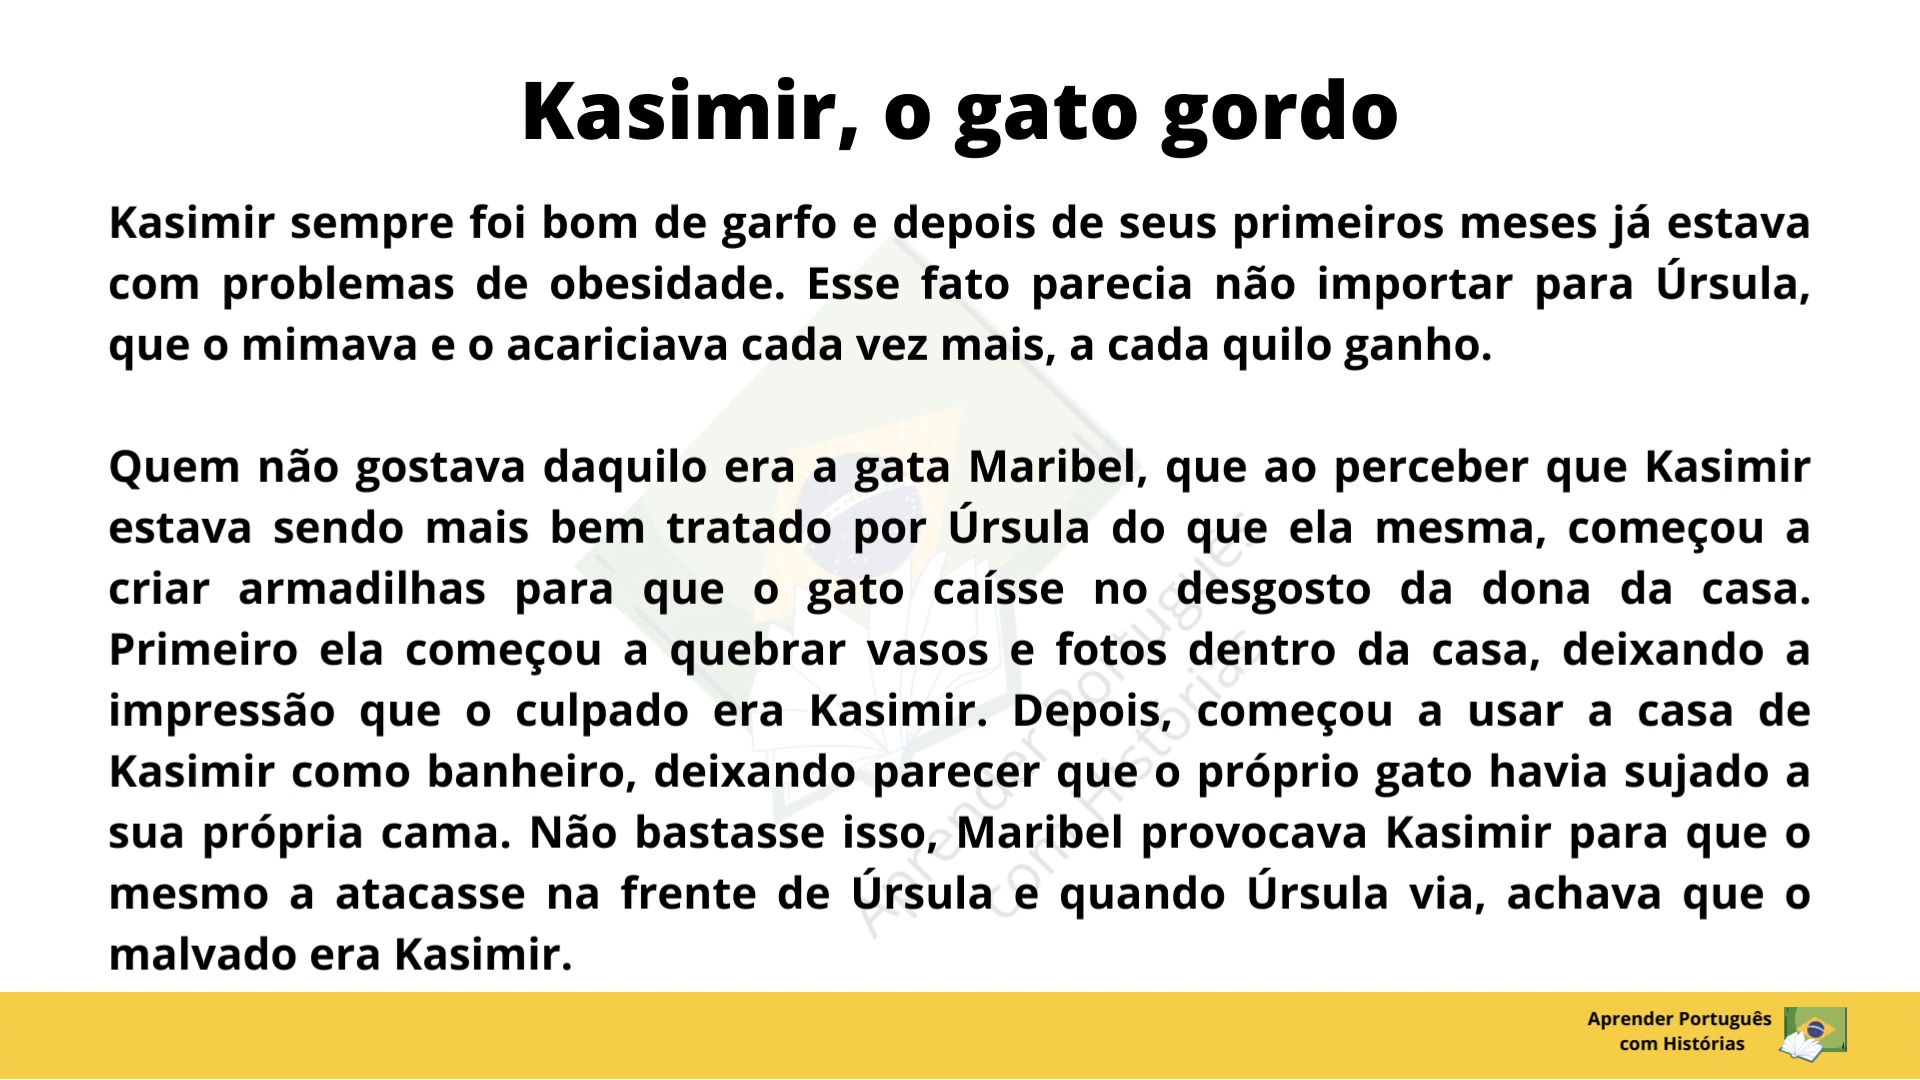 Kasimir, o gato gordo
Kasimir sempre foi bom de garfo e depois de seus primeiros meses já estava
com problemas de obesidade. Esse fato parecia não importar para Úrsula,
que o mimava e o acariciava cada vez mais, a cada quilo ganho.
Quem não gostava daquilo era a gata Maribel, que ao perceber que Kasimir
estava sendo mais bem tratado por Úrsula do que ela mesma, começou a
criar armadilhas para que o gato caísse no desgosto da dona da casa.
Primeiro ela começou a quebrar vasos e fotos dentro da casa, deixando a
impressão que o culpado era Kasimir. Depois, começou a usar a casa de
Kasimir como banheiro, deixando parecer que o próprio gato havia sujado a
sua própria cama. Não bastasse isso, Maribel provocava Kasimir para que o
mesmo a atacasse na frente de Úrsula e quando Úrsula via, achava que o
malvado era Kasimir.
Aprender Português
com Histórias
Aprender Português
com Histórias